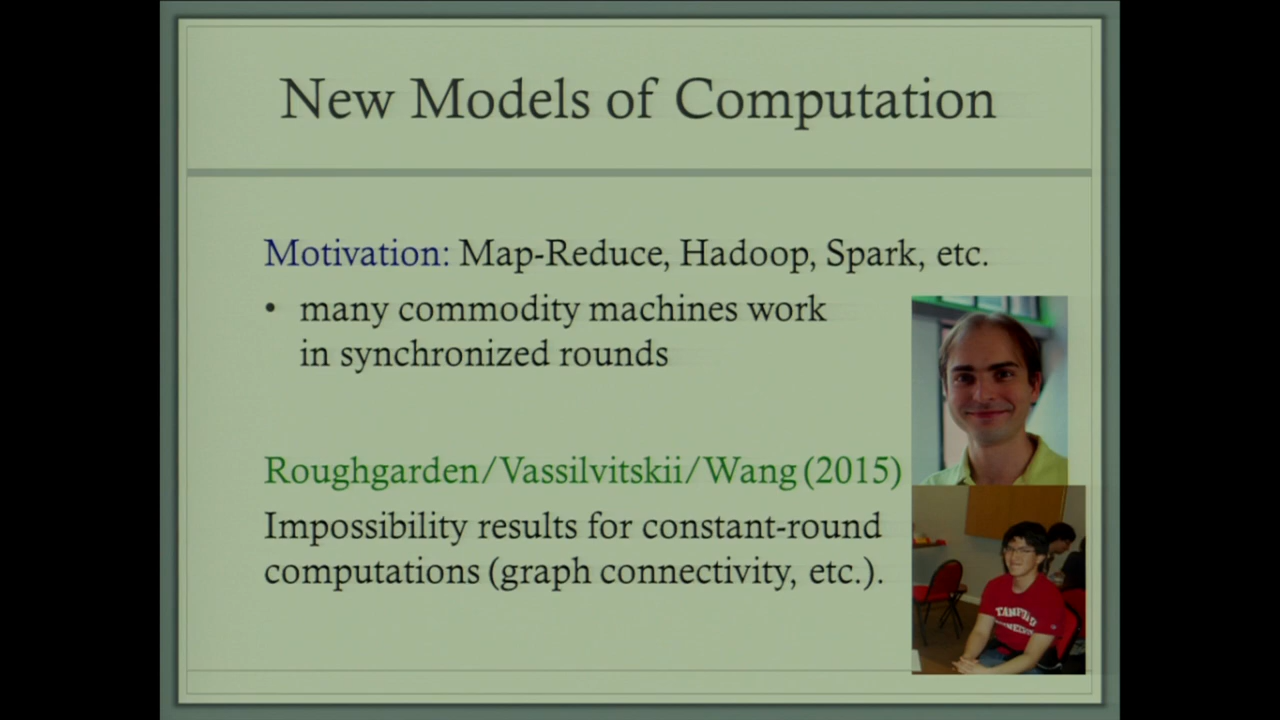 New Models of Computation
Motivation: Map-Reduce, Hadoop, Spark, etc.
• many commodity machines work
in synchronized rounds
Roughgarden/Vassilvitskii/Wang (2015)
Impossibility results for constant-round
computations (graph connectivity, etc.).